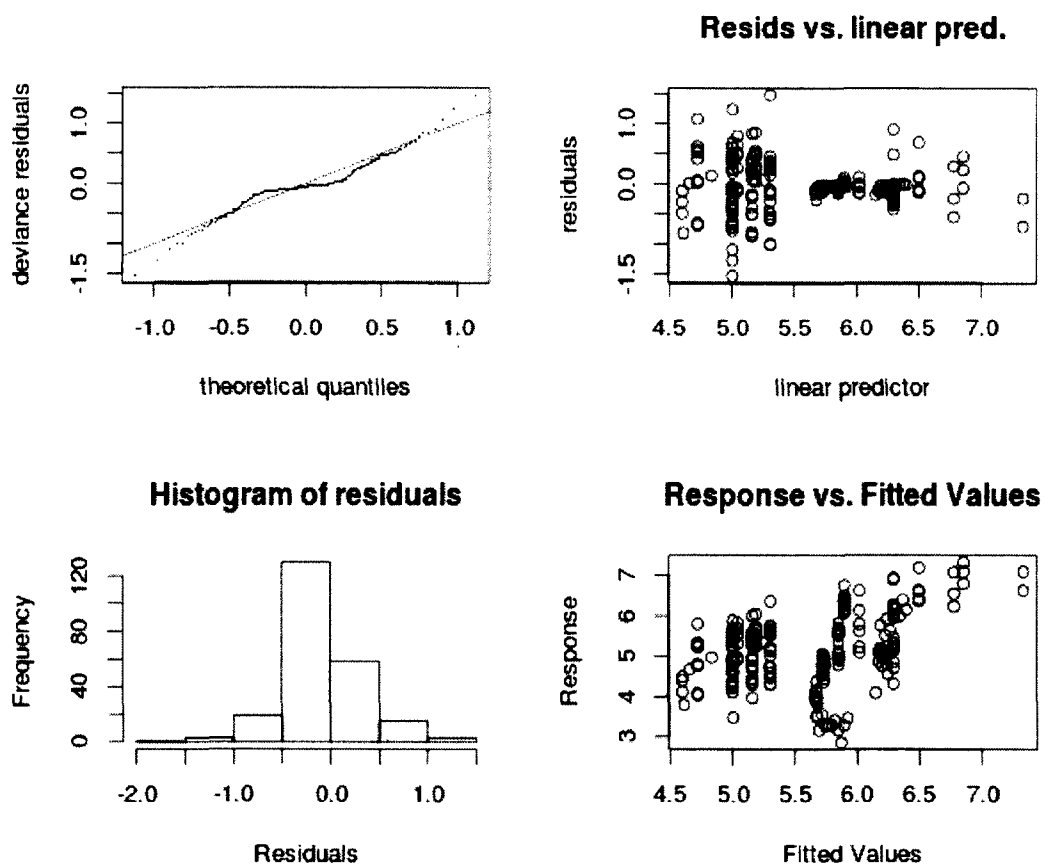 deviance residuals
1.0
0.0
-1.5
-1.0 -0.5 0.0 0.5 1.0
theoretical quantiles
Resids vs. linear pred.
residuals
1.0
0.0
-1.5
4.5 5.0 5.5 6.0 6.5 7.0
linear predictor
Histogram of residuals
Frequency
120
80
40
0
-2.0 -1.0 0.0 1.0
Residuals
Response vs. Fitted Values
Response
7
6
5
4
3
4.5 5.0 5.5 6.0 6.5 7.0
Fitted Values